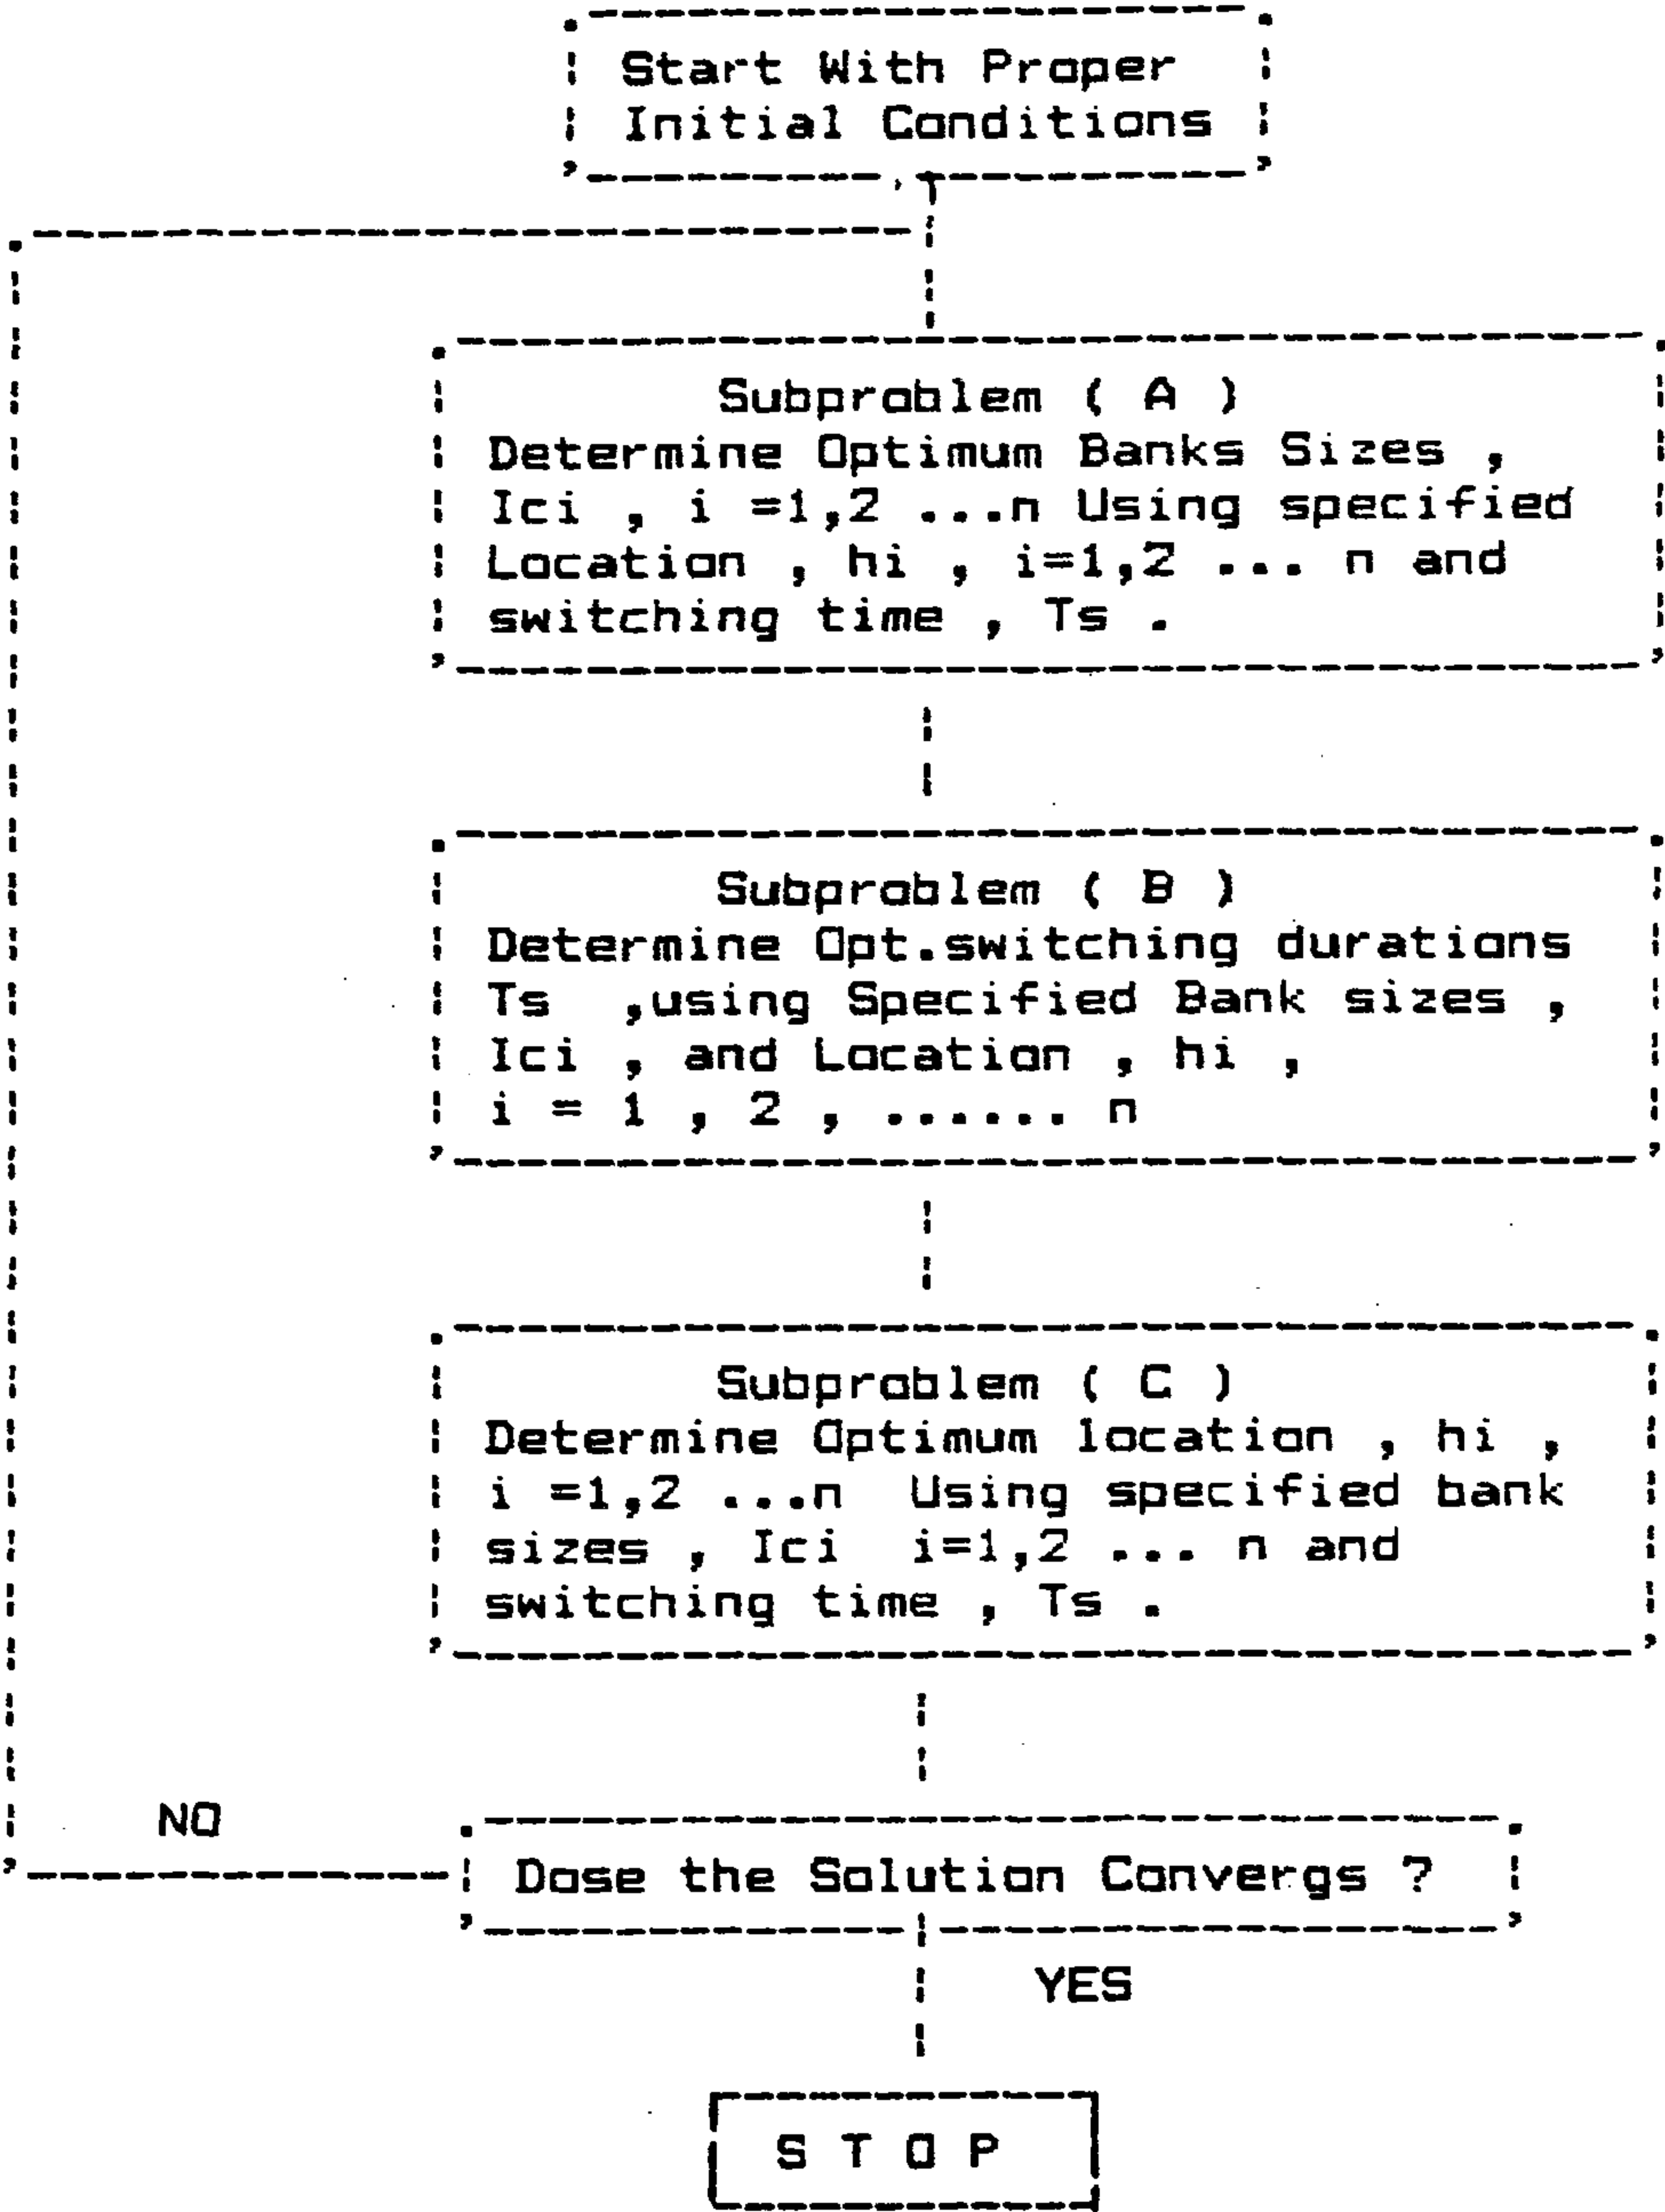 Start With Proper
Initial Conditions
Subproblem ( A )
Determine Optimum Banks Sizes ,
Ici , i =1,2 ...n Using specified
Location , hi , i=1,2 ... n and
switching time , Ts .
Subproblem ( B )
Determine Opt.switching durations
Ts ,using Specified Bank sizes ,
Ici , and Location , hi ,
i = 1 , 2 , ...... n
Subproblem ( C )
Determine Optimum location , hi ,
i =1,2 ...n Using specified bank
sizes , Ici i=1,2 ... n and
switching time , Ts .
NO
Dose the Solution Convergs ?
YES
S T O P